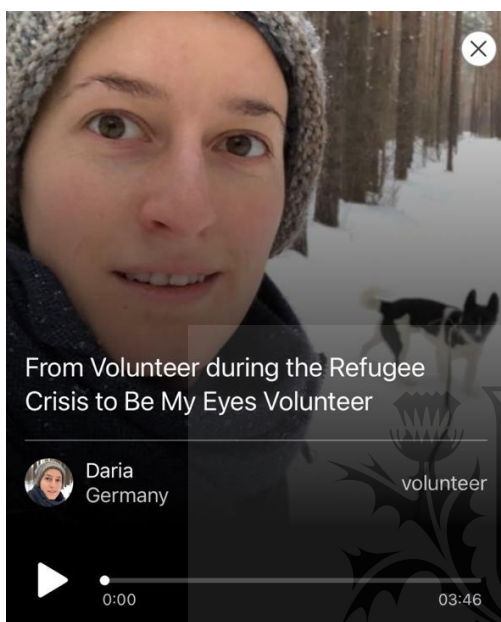 From Volunteer during the Refugee
Crisis to Be My Eyes Volunteer
Daria
Germany
volunteer
0:00
03:46